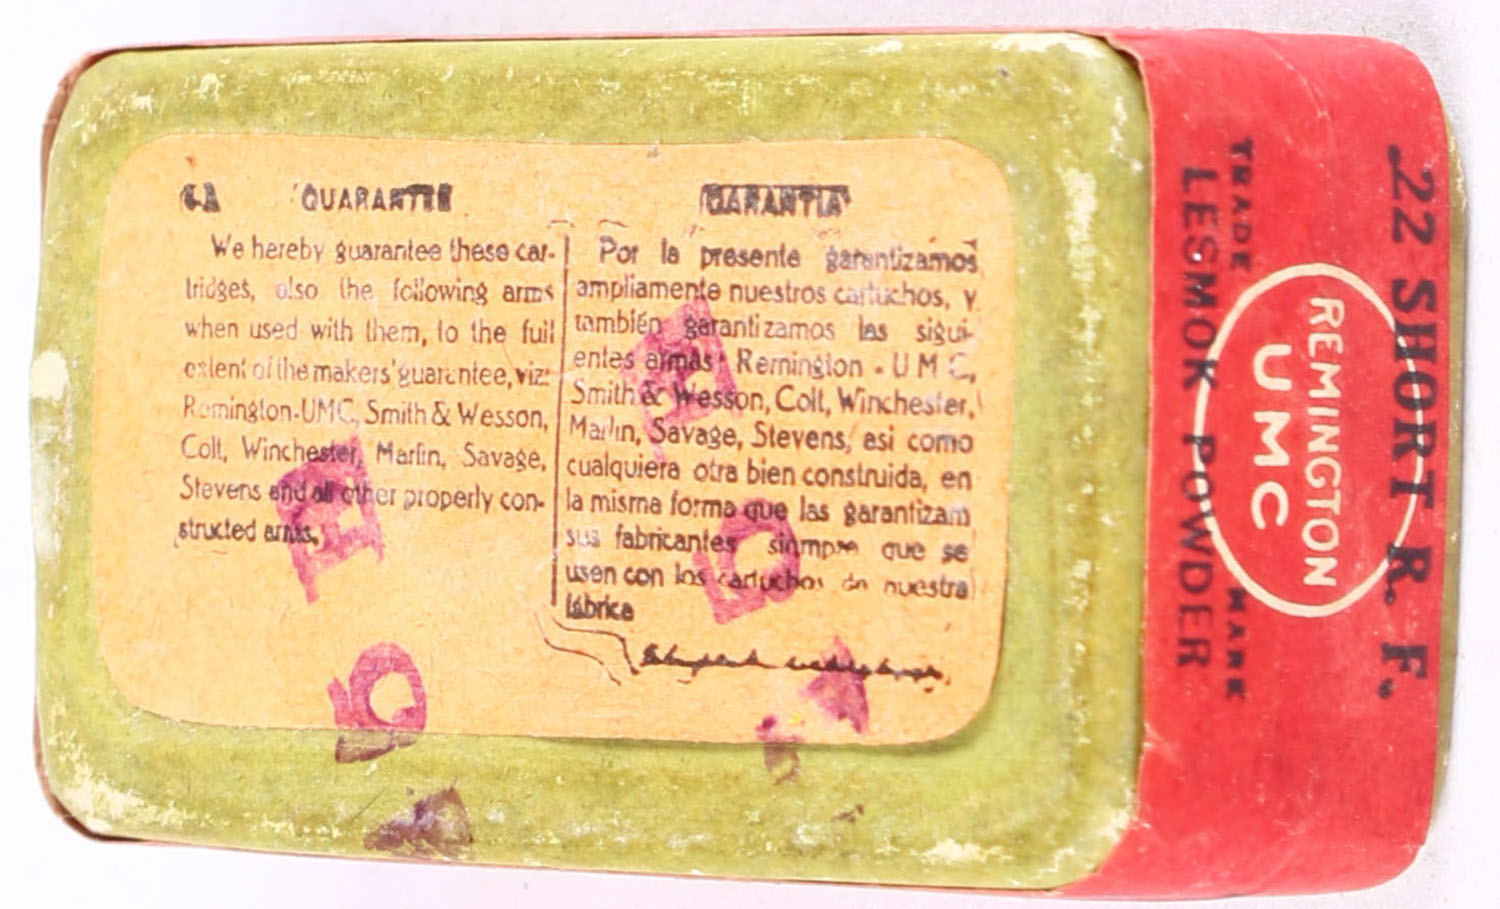 GUARANTEE
We hereby guarantee these car-
tridges, also the following arms
when used with them, to the full
extent of the makers' guarantee, viz:
Remington-UMC, Smith & Wesson,
Colt, Winchester, Marlin, Savage,
Stevens and all other properly con-
structed arms.
GARANTIA
Por la presente garantizamos
ampliamente nuestros cartuchos, y
también garantizamos las sigui-
entes armas: Remington - U M C,
Smith & Wesson, Colt, Winchester,
Marlin, Savage, Stevens, asi como
cualquiera otra bien construida, en
la misma forma que las garantizam
sus fabricantes siempre que se
usen con los cartuchos de nuestra
fábrica
.22 SHORT R. F.
REMINGTON
UMC
TRADE MARK
LESMOK POWDER